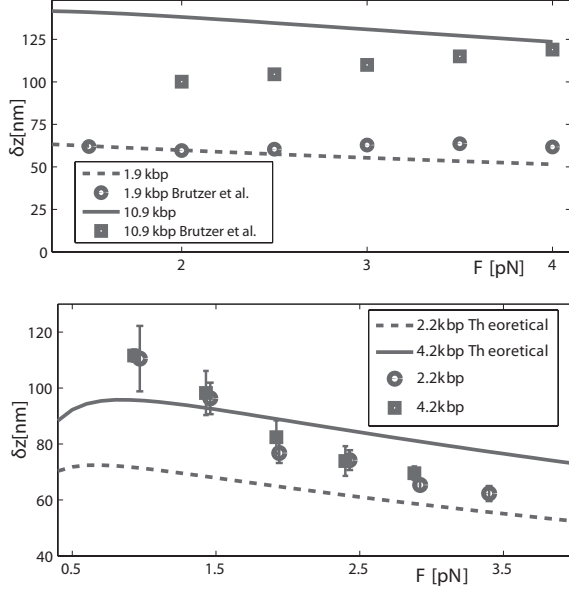 δz[nm]
125
100
75
50
25
0
1.9 kbp
1.9 kbp Brutzer et al.
10.9 kbp
10.9 kbp Brutzer et al.
2
3
4
F [pN]
δz[nm]
120
100
80
60
40
2.2kbp Th eoretical
4.2kbp Th eoretical
2.2kbp
4.2kbp
0.5
1.5
2.5
3.5
F [pN]